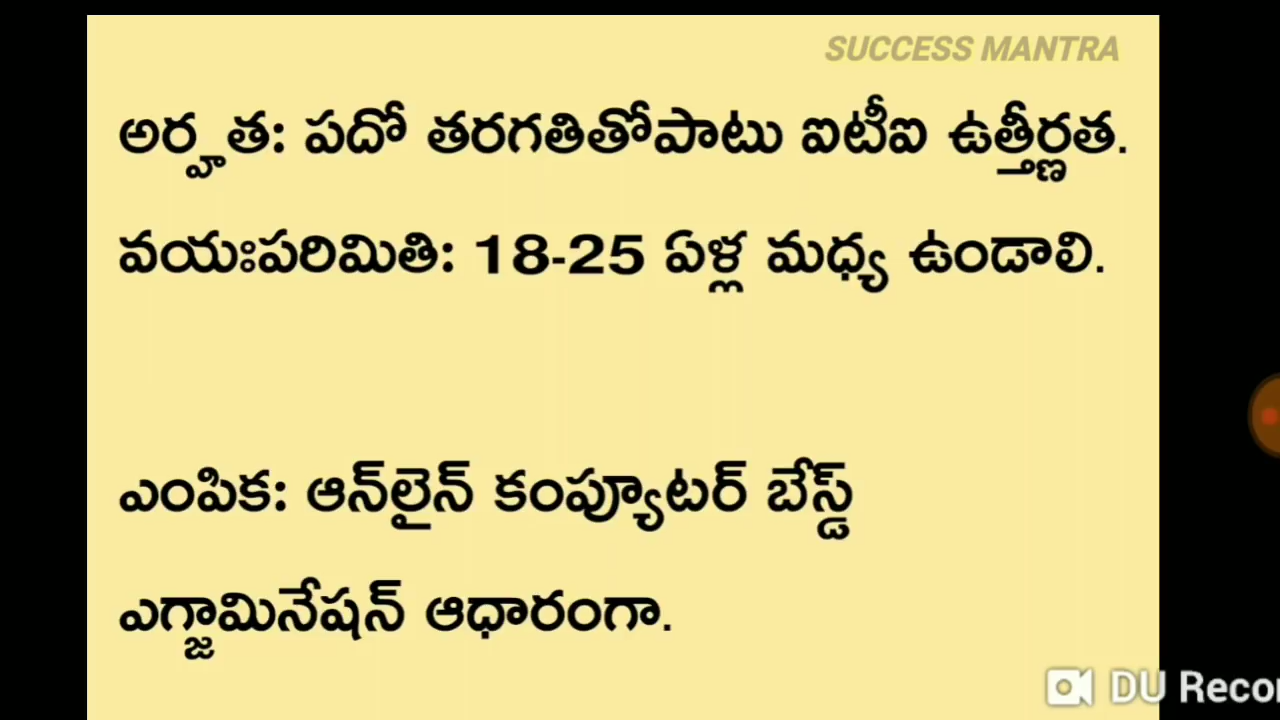 SUCCESS MANTRA
అర్హత: పదో తరగతితోపాటు ఐటీఐ ఉత్తీర్ణత.
వయఃపరిమితి: 18-25 ఏళ్ల మధ్య ఉండాలి.
ఎంపిక: ఆన్‌లైన్ కంప్యూటర్ బేస్డ్
ఎగ్జామినేషన్ ఆధారంగా.
DU Recor